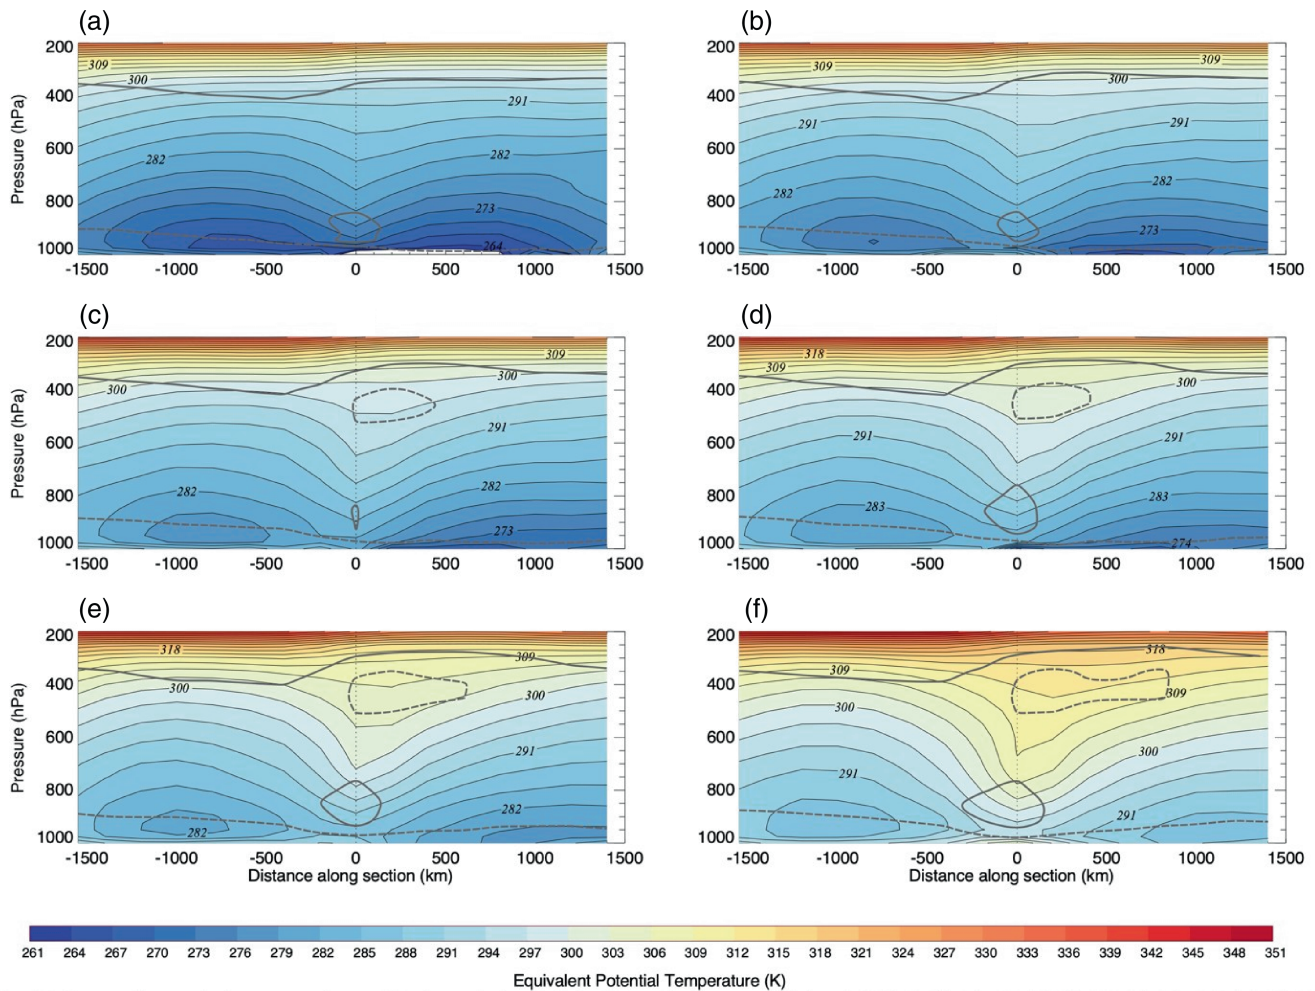 (a) (b)
200 309 300 309 300 200
400 291 400
600 282 282 291 291 600
800 273 282 282 800
1000 264 273 1000
Pressure (hPa)
-1500 -1000 -500 0 500 1000 1500 -1500 -1000 -500 0 500 1000 1500
(c) (d)
200 309 318 200
400 300 300 309 300 400
600 291 291 291 600
800 282 282 283 283 800
1000 273 274 1000
Pressure (hPa)
-1500 -1000 -500 0 500 1000 1500 -1500 -1000 -500 0 500 1000 1500
(e) (f)
200 318 309 318 200
400 300 300 309 309 400
600 291 300 300 600
800 282 291 291 800
1000 282 1000
Pressure (hPa)
-1500 -1000 -500 0 500 1000 1500 -1500 -1000 -500 0 500 1000 1500
Distance along section (km) Distance along section (km)
261 264 267 270 273 276 279 282 285 288 291 294 297 300 303 306 309 312 315 318 321 324 327 330 333 336 339 342 345 348 351
Equivalent Potential Temperature (K)